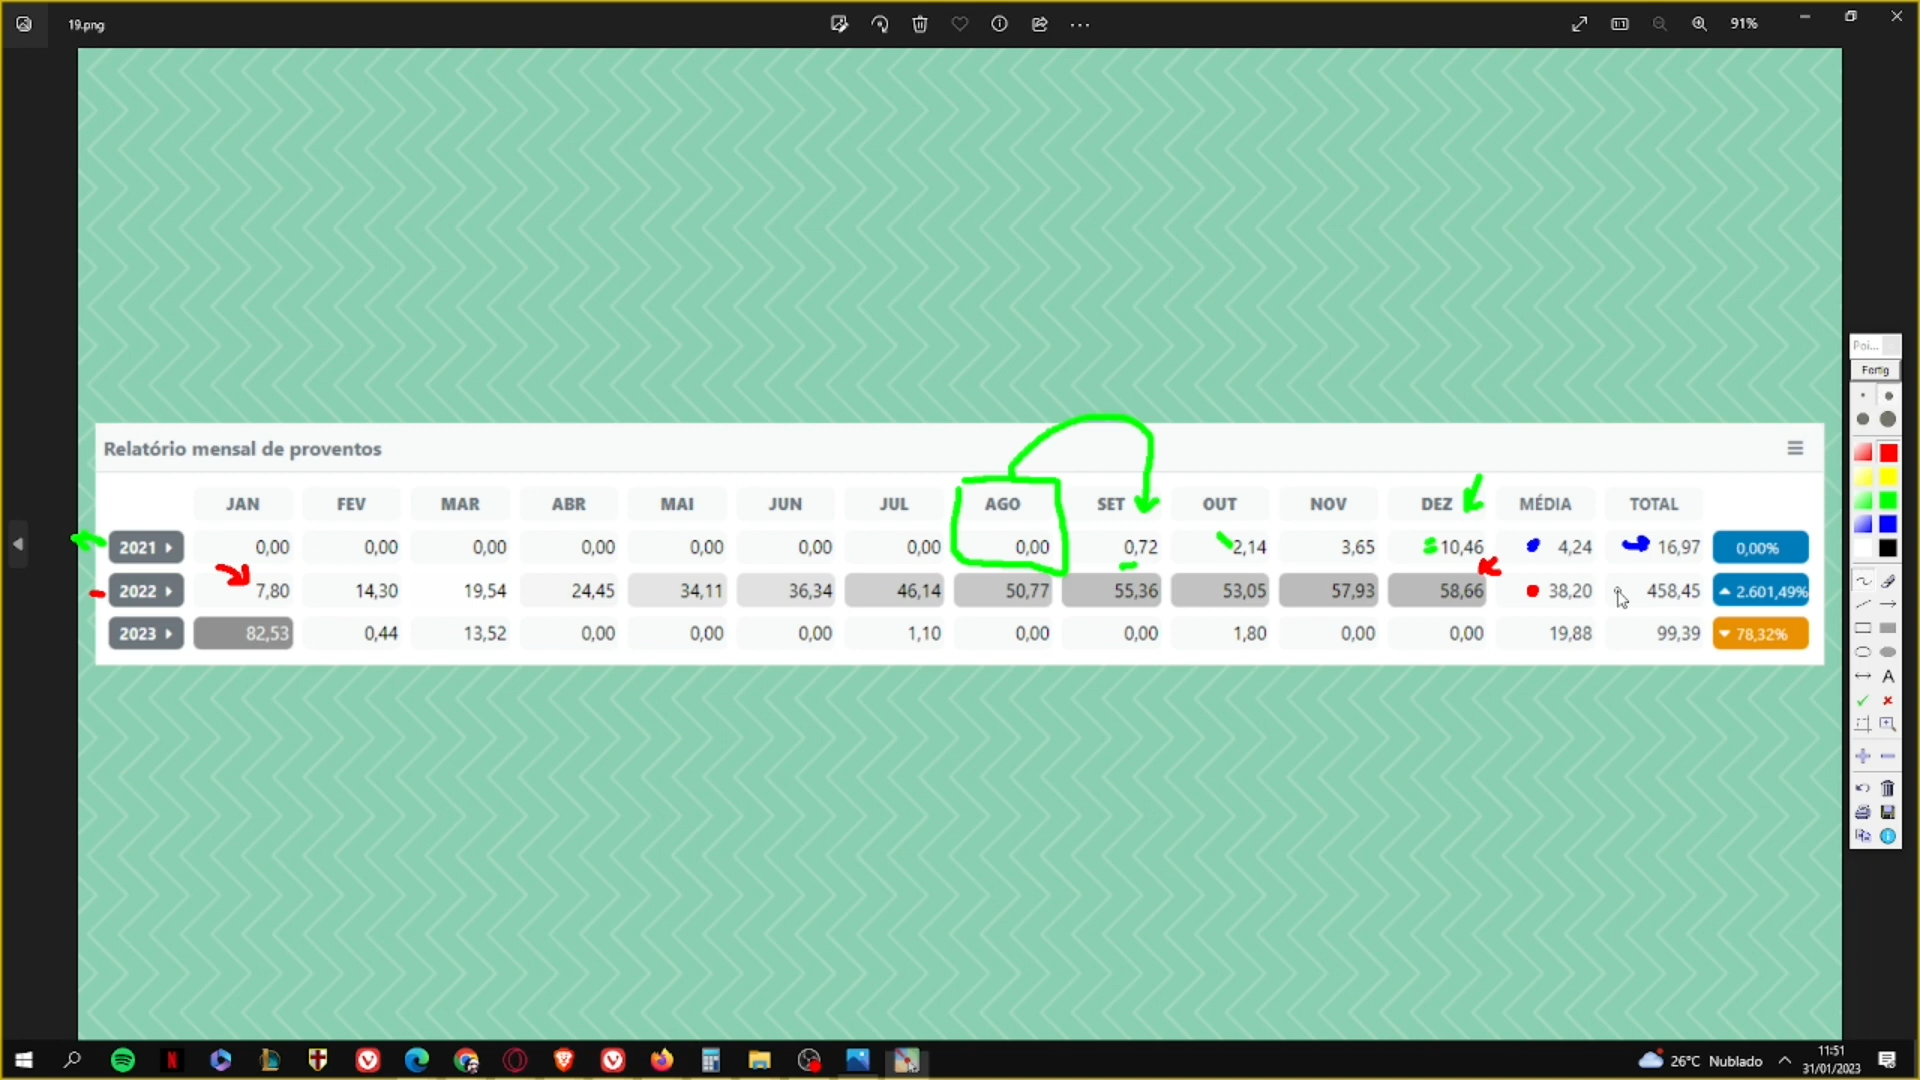 19.png
91%
Relatório mensal de proventos
JAN FEV MAR ABR MAI JUN JUL AGO SET OUT NOV DEZ MÉDIA TOTAL
2021 0,00 0,00 0,00 0,00 0,00 0,00 0,00 0,00 0,72 2,14 3,65 10,46 4,24 16,97 0,00%
2022 7,80 14,30 19,54 24,45 34,11 36,34 46,14 50,77 55,36 53,05 57,93 58,66 38,20 458,45 2.601,49%
2023 82,53 0,44 13,52 0,00 0,00 0,00 1,10 0,00 0,00 1,80 0,00 0,00 19,88 99,39 78,32%
Poi...
Fertig
A
26°C Nublado
11:51
31/01/2023